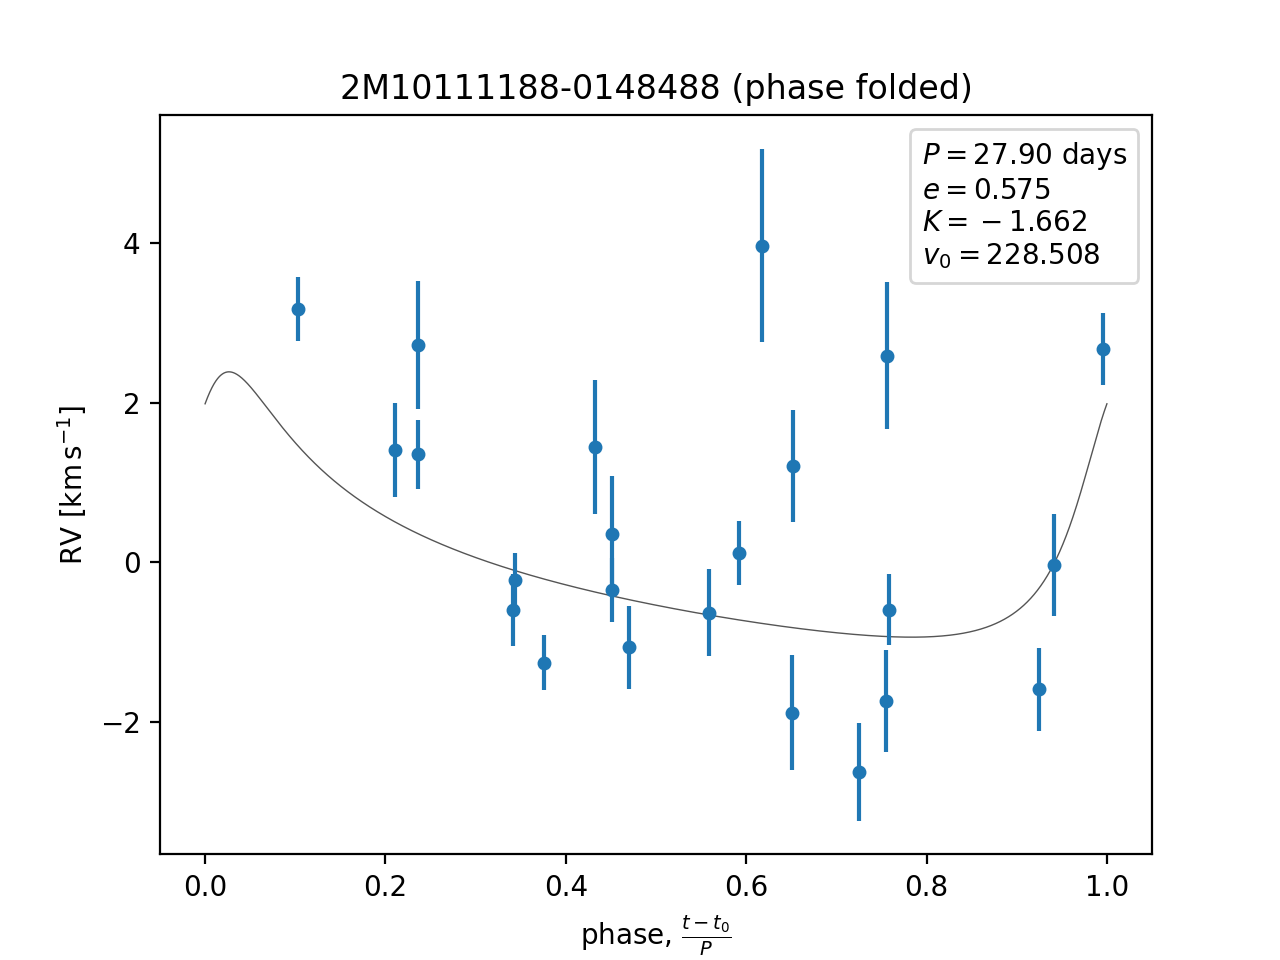 2M10111188-0148488 (phase folded)
P = 27.90 days
e = 0.575
K = −1.662
v₀ = 228.508
RV [km s⁻¹]
4
2
0
−2
0.0 0.2 0.4 0.6 0.8 1.0
phase, (t − t₀)/P